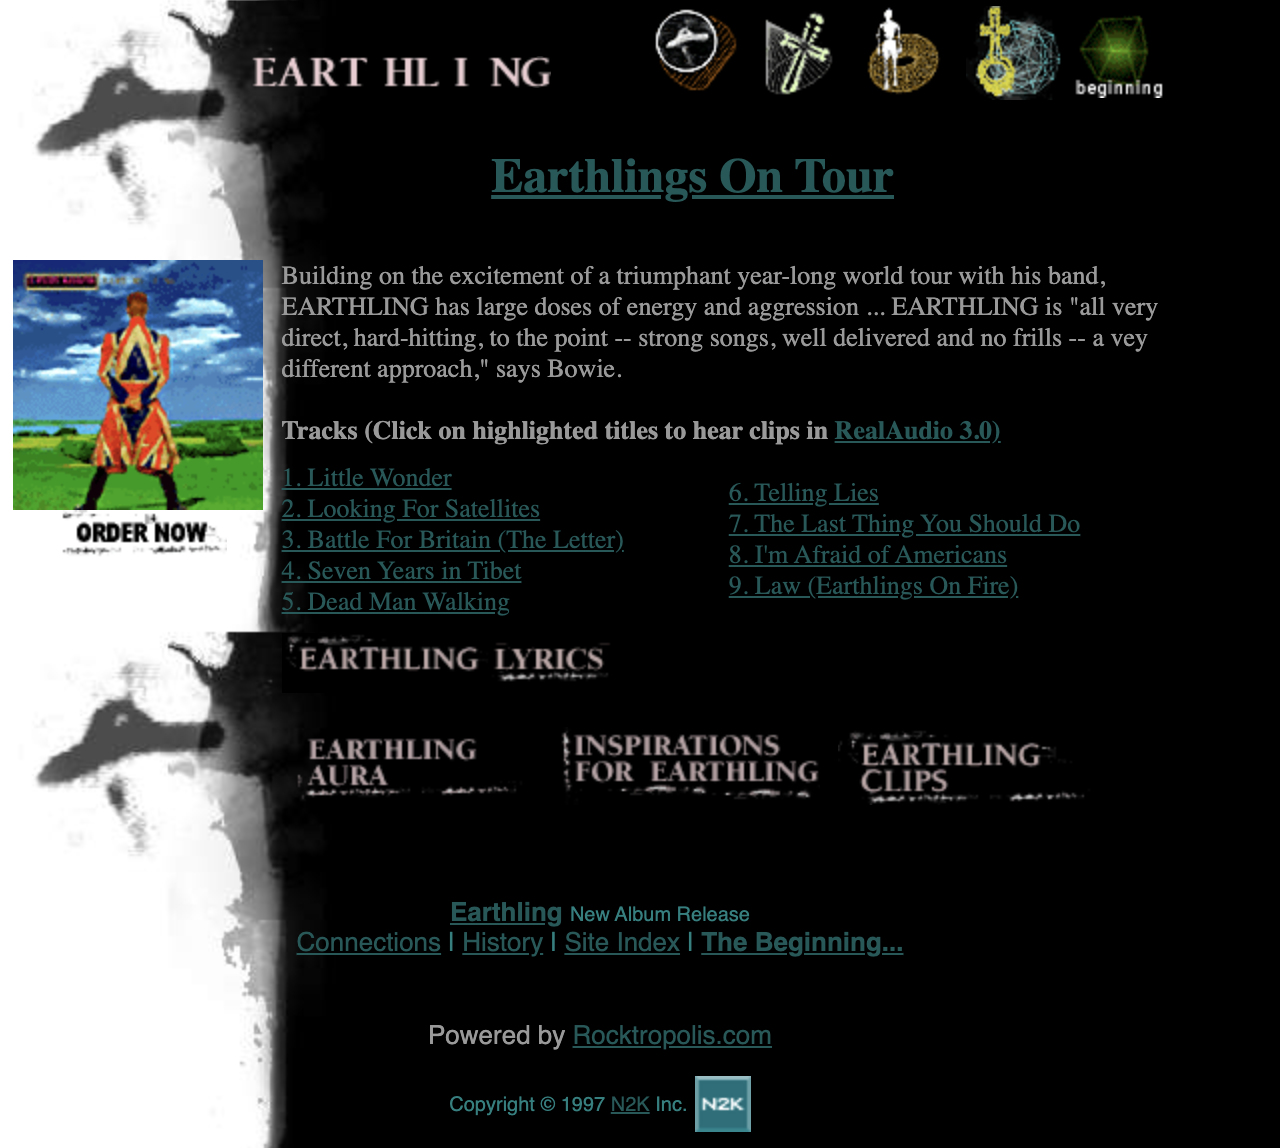 EARTHLING
beginning
Earthlings On Tour
Building on the excitement of a triumphant year-long world tour with his band,
EARTHLING has large doses of energy and aggression ... EARTHLING is "all very
direct, hard-hitting, to the point -- strong songs, well delivered and no frills -- a vey
different approach," says Bowie.
Tracks (Click on highlighted titles to hear clips in RealAudio 3.0)
1. Little Wonder
2. Looking For Satellites
3. Battle For Britain (The Letter)
4. Seven Years in Tibet
5. Dead Man Walking
6. Telling Lies
7. The Last Thing You Should Do
8. I'm Afraid of Americans
9. Law (Earthlings On Fire)
ORDER NOW
EARTHLING LYRICS
EARTHLING
AURA
INSPIRATIONS
FOR EARTHLING
EARTHLING
CLIPS
Earthling New Album Release
Connections | History | Site Index | The Beginning...
Powered by Rocktropolis.com
Copyright © 1997 N2K Inc. N2K